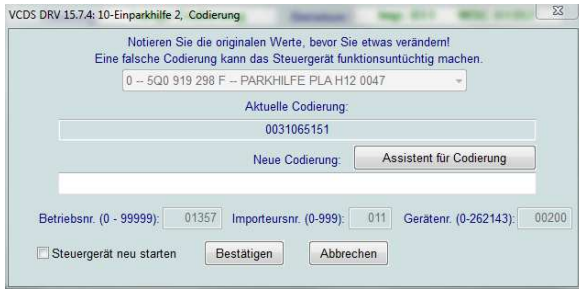 VCDS DRV 15.7.4: 10-Einparkhilfe 2, Codierung
Notieren Sie die originalen Werte, bevor Sie etwas verändern!
Eine falsche Codierung kann das Steuergerät funktionsuntüchtig machen.
0 -- 5Q0 919 298 F -- PARKHILFE PLA H12 0047
Aktuelle Codierung:
0031065151
Neue Codierung: Assistent für Codierung
Betriebsnr. (0 - 99999): 01357 Importeursnr. (0-999): 011 Gerätenr. (0-262143): 00200
Steuergerät neu starten Bestätigen Abbrechen